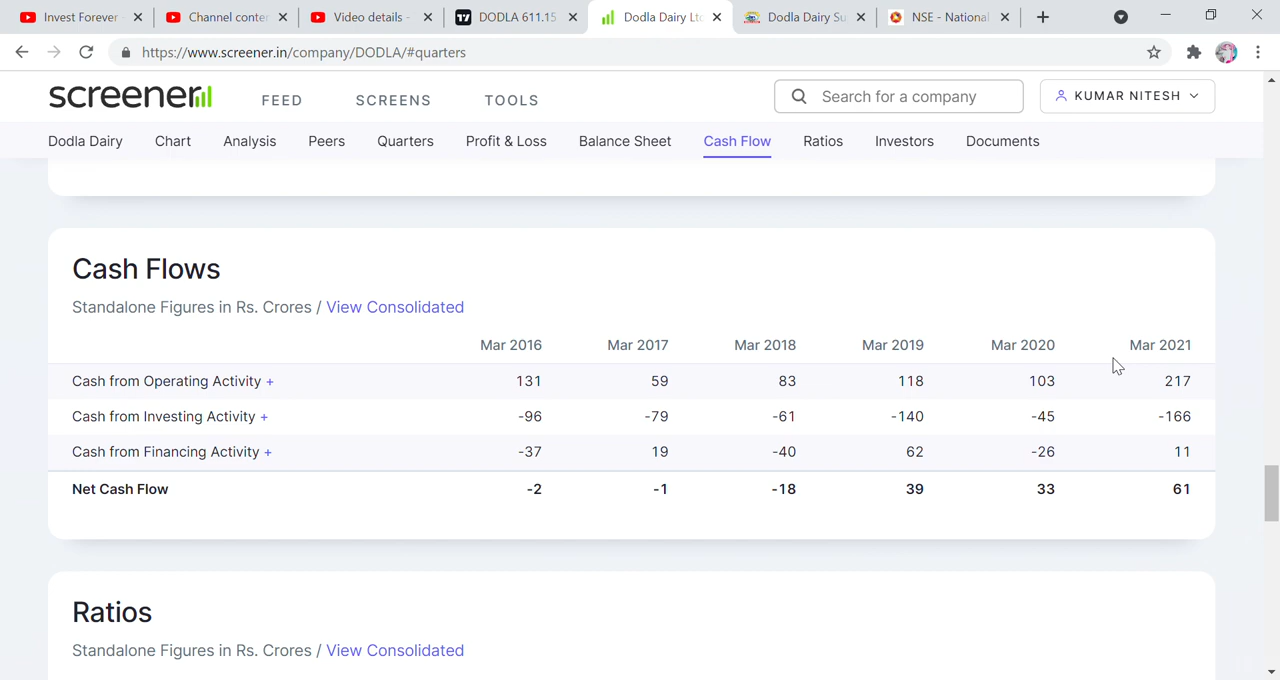 Invest Forever
Channel conten
Video details -
DODLA 611.15
Dodla Dairy Ltd
Dodla Dairy Su
NSE - National
https://www.screener.in/company/DODLA/#quarters
screener
FEED
SCREENS
TOOLS
Search for a company
KUMAR NITESH
Dodla Dairy
Chart
Analysis
Peers
Quarters
Profit & Loss
Balance Sheet
Cash Flow
Ratios
Investors
Documents
Cash Flows
Standalone Figures in Rs. Crores / View Consolidated
Mar 2016 Mar 2017 Mar 2018 Mar 2019 Mar 2020 Mar 2021
Cash from Operating Activity + 131 59 83 118 103 217
Cash from Investing Activity + -96 -79 -61 -140 -45 -166
Cash from Financing Activity + -37 19 -40 62 -26 11
Net Cash Flow -2 -1 -18 39 33 61
Ratios
Standalone Figures in Rs. Crores / View Consolidated